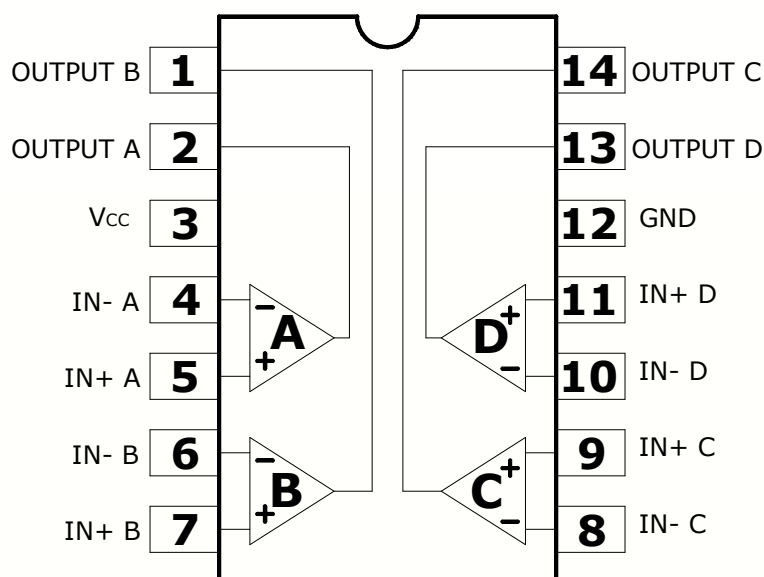 OUTPUT B 1 14 OUTPUT C
OUTPUT A 2 13 OUTPUT D
Vcc 3 12 GND
IN- A 4 - + 11 IN+ D
A D
IN+ A 5 + - 10 IN- D
IN- B 6 - + 9 IN+ C
B C
IN+ B 7 + - 8 IN- C